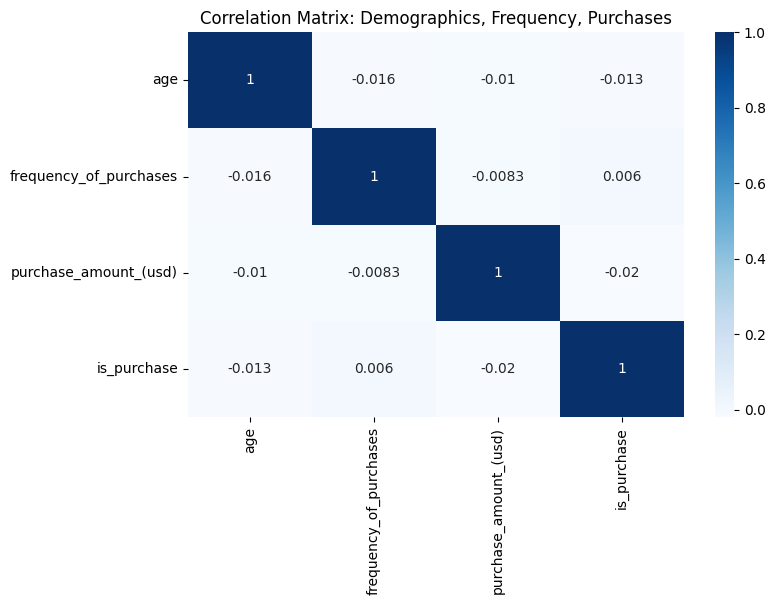 Correlation Matrix: Demographics, Frequency, Purchases
age 1 -0.016 -0.01 -0.013
frequency_of_purchases -0.016 1 -0.0083 0.006
purchase_amount_(usd) -0.01 -0.0083 1 -0.02
is_purchase -0.013 0.006 -0.02 1
age
frequency_of_purchases
purchase_amount_(usd)
is_purchase
1.0
0.8
0.6
0.4
0.2
0.0